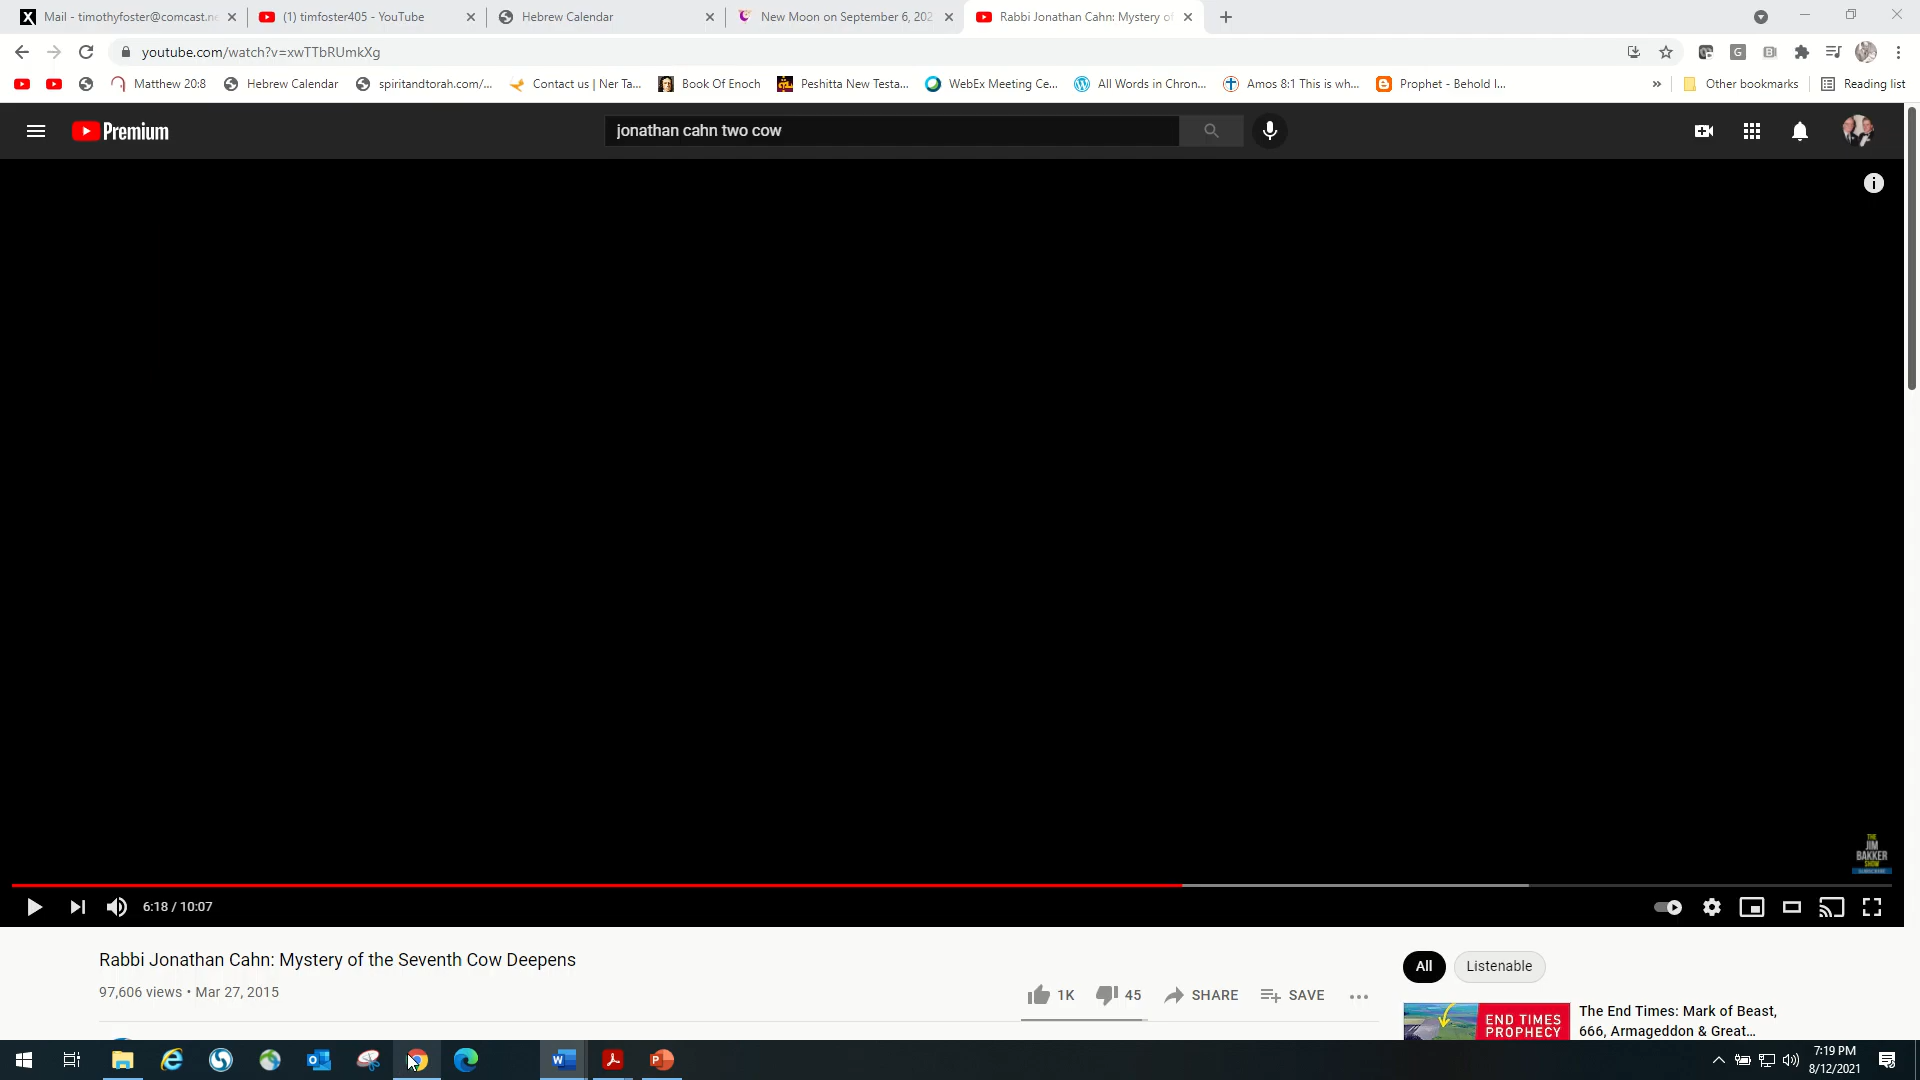 Mail - timothyfoster@comcast.ne
(1) timfoster405 - YouTube
Hebrew Calendar
New Moon on September 6, 202
Rabbi Jonathan Cahn: Mystery of
youtube.com/watch?v=xwTTbRUmkXg
Matthew 20:8
Hebrew Calendar
spiritandtorah.com/...
Contact us | Ner Ta...
Book Of Enoch
Peshitta New Testa...
WebEx Meeting Ce...
All Words in Chron...
Amos 8:1 This is wh...
Prophet - Behold I...
»
Other bookmarks
Reading list
Premium
jonathan cahn two cow
THE
JIM
BAKKER
SHOW
SUBSCRIBE
6:18 / 10:07
Rabbi Jonathan Cahn: Mystery of the Seventh Cow Deepens
97,606 views • Mar 27, 2015
1K
45
SHARE
SAVE
All
Listenable
END TIMES
PROPHECY
The End Times: Mark of Beast,
666, Armageddon & Great...
7:19 PM
8/12/2021